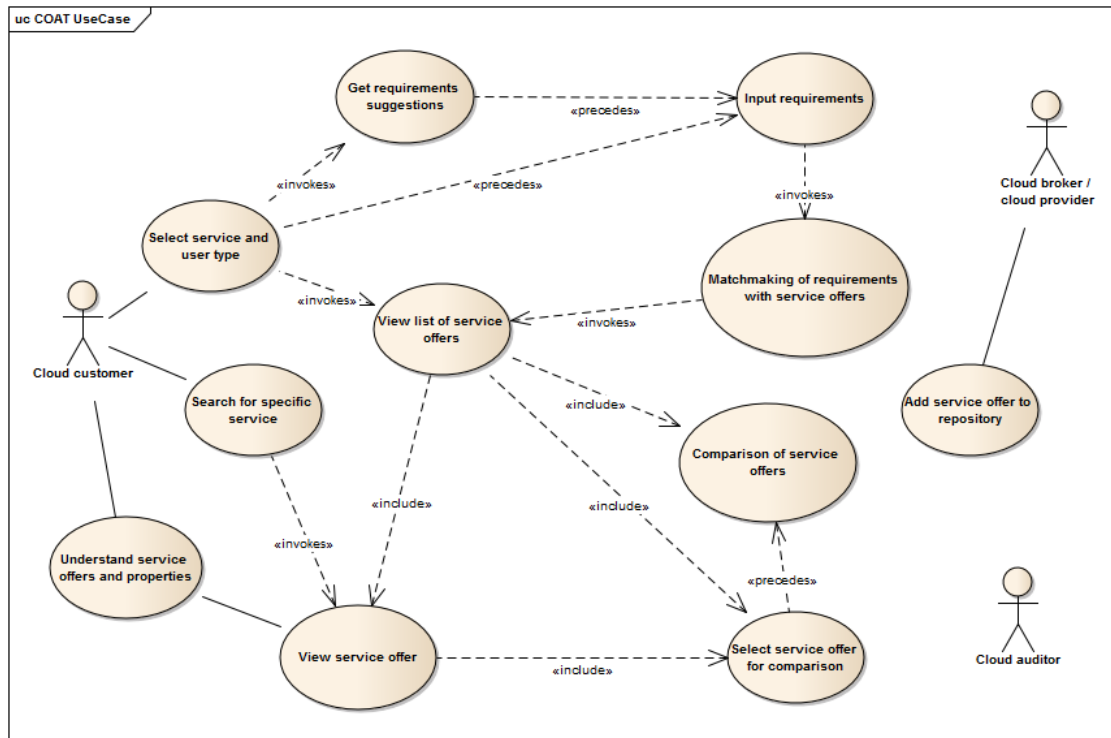 uc COAT UseCase
Get requirements
suggestions
Input requirements
«precedes»
«invokes»
«precedes»
«invokes»
Cloud broker /
cloud provider
Select service and
user type
Matchmaking of requirements
with service offers
«invokes»
View list of service
offers
«invokes»
Cloud customer
Search for specific
service
«include»
Add service offer to
repository
Comparison of service
offers
«include»
«include»
«invokes»
Understand service
offers and properties
«precedes»
View service offer
«include»
Select service offer
for comparison
Cloud auditor